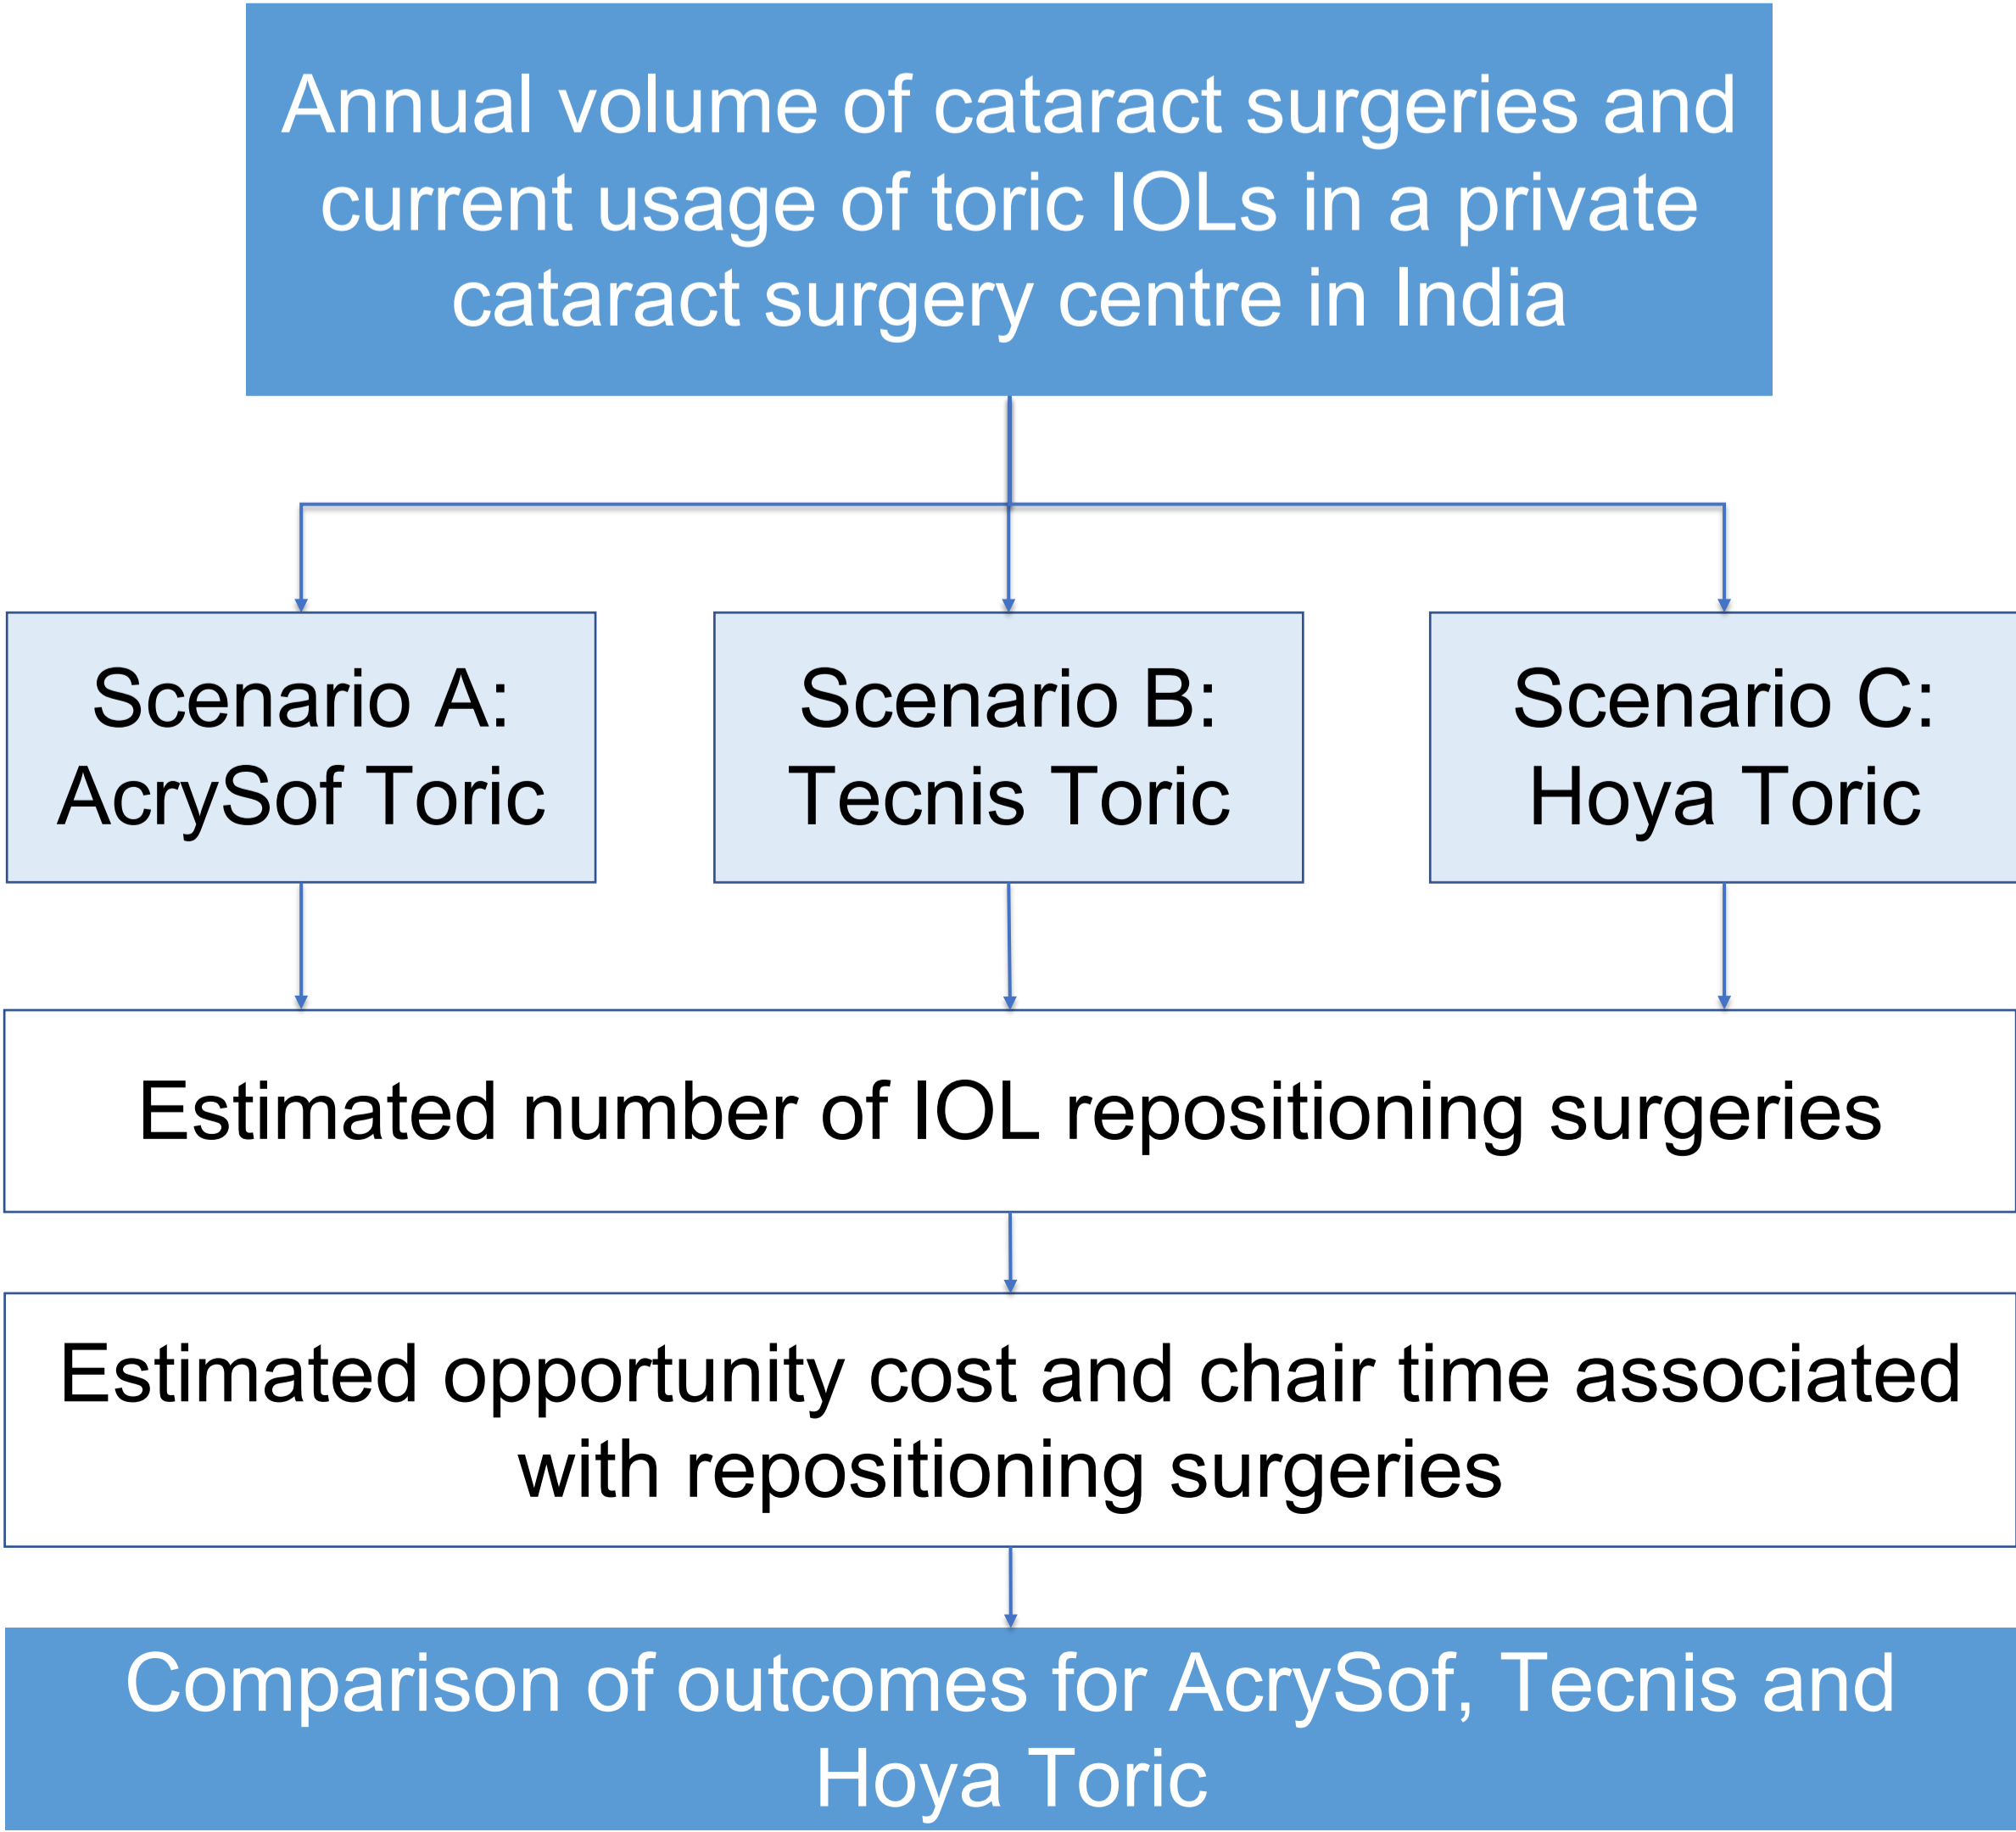 Annual volume of cataract surgeries and
current usage of toric IOLs in a private
cataract surgery centre in India
Scenario A:
AcrySof Toric
Scenario B:
Tecnis Toric
Scenario C:
Hoya Toric
Estimated number of IOL repositioning surgeries
Estimated opportunity cost and chair time associated
with repositioning surgeries
Comparison of outcomes for AcrySof, Tecnis and
Hoya Toric